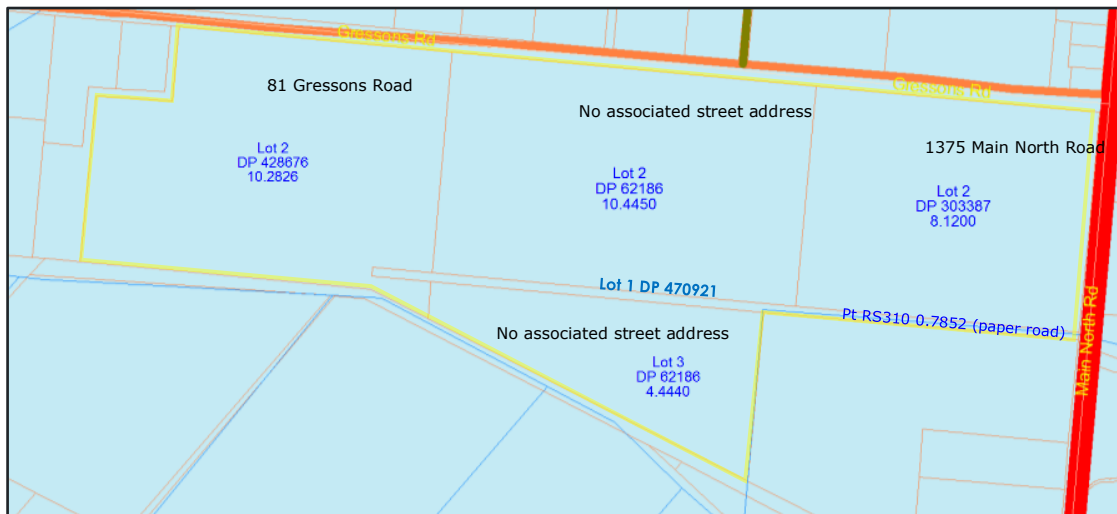 Gressons Rd
81 Gressons Road
Gressons Rd
No associated street address
1375 Main North Road
Lot 2
DP 428676
10.2826
Lot 2
DP 62186
10.4450
Lot 2
DP 303387
8.1200
Lot 1 DP 470921
Pt RS310 0.7852 (paper road)
Main North Rd
No associated street address
Lot 3
DP 62186
4.4440